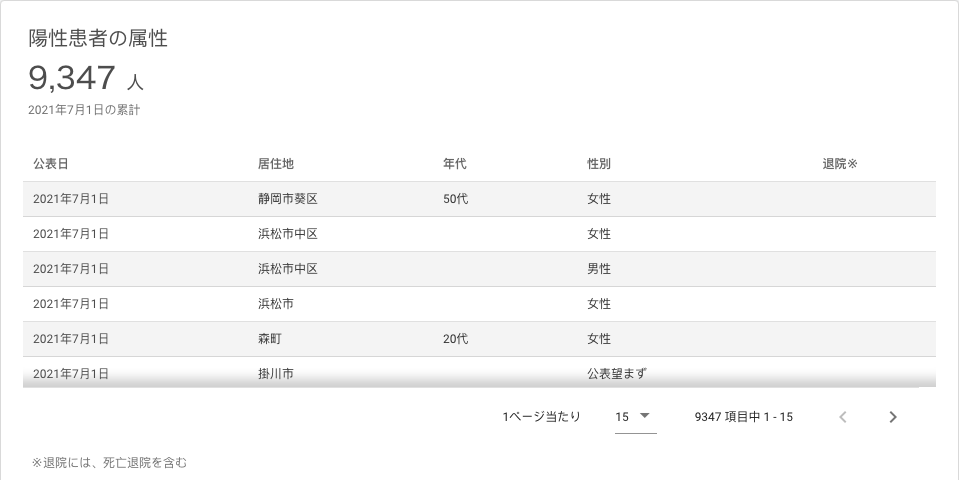 陽性患者の属性
9,347 人
2021年7月1日の累計
公表日 居住地 年代 性別 退院※
2021年7月1日 静岡市葵区 50代 女性
2021年7月1日 浜松市中区 女性
2021年7月1日 浜松市中区 男性
2021年7月1日 浜松市 女性
2021年7月1日 森町 20代 女性
2021年7月1日 掛川市 公表望まず
1ページ当たり 15 9347 項目中 1 - 15
※退院には、死亡退院を含む